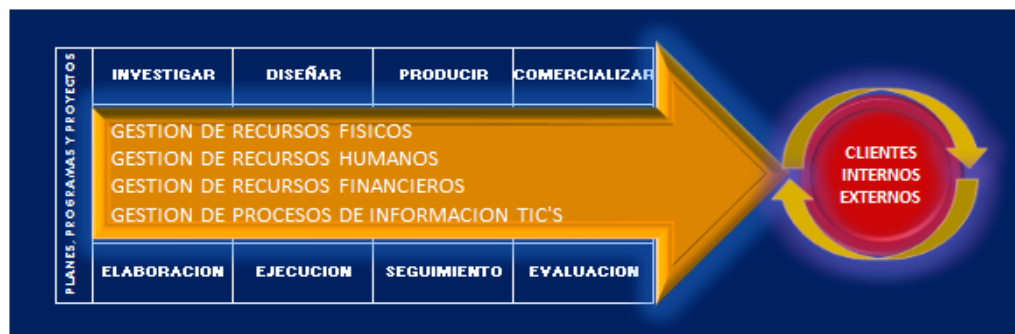 PLANES, PROGRAMAS Y PROYECTOS
INVESTIGAR
DISEÑAR
PRODUCIR
COMERCIALIZAR
GESTION DE RECURSOS FISICOS
GESTION DE RECURSOS HUMANOS
GESTION DE RECURSOS FINANCIEROS
GESTION DE PROCESOS DE INFORMACION TIC'S
ELABORACION
EJECUCION
SEGUIMIENTO
EVALUACION
CLIENTES
INTERNOS
EXTERNOS